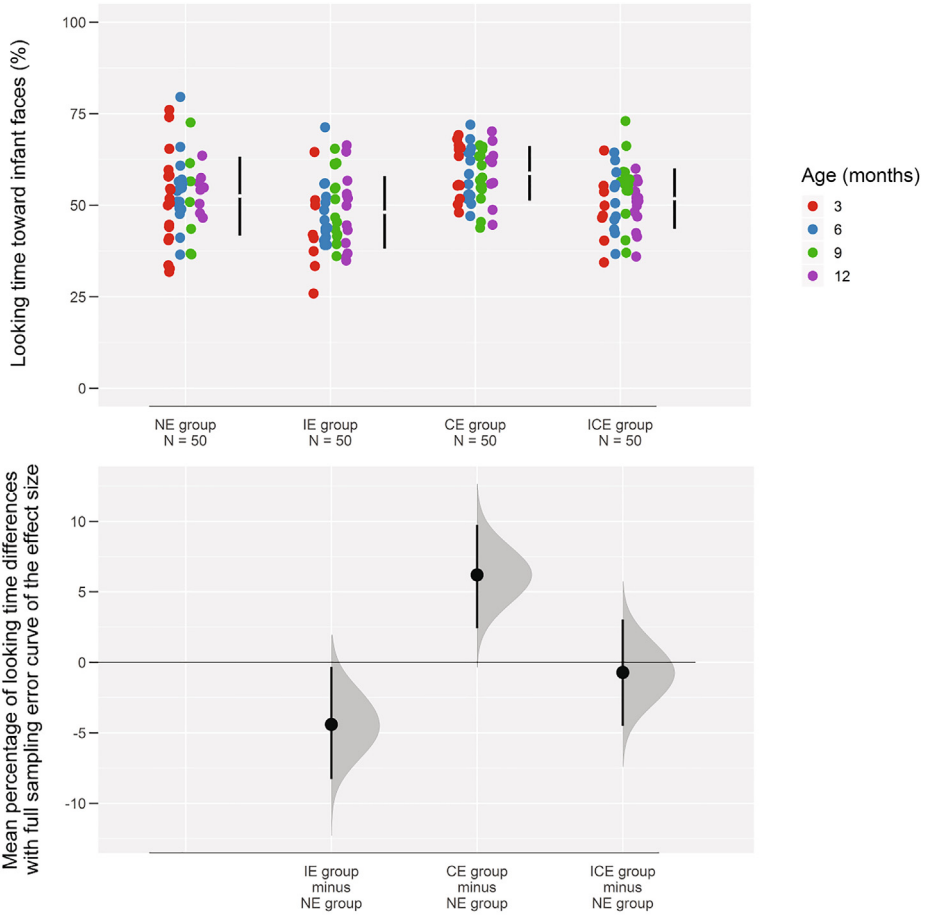 Looking time toward infant faces (%)
100
75
50
25
0
NE group
N = 50
IE group
N = 50
CE group
N = 50
ICE group
N = 50
Age (months)
3
6
9
12
Mean percentage of looking time differences
with full sampling error curve of the effect size
10
5
0
-5
-10
IE group
minus
NE group
CE group
minus
NE group
ICE group
minus
NE group